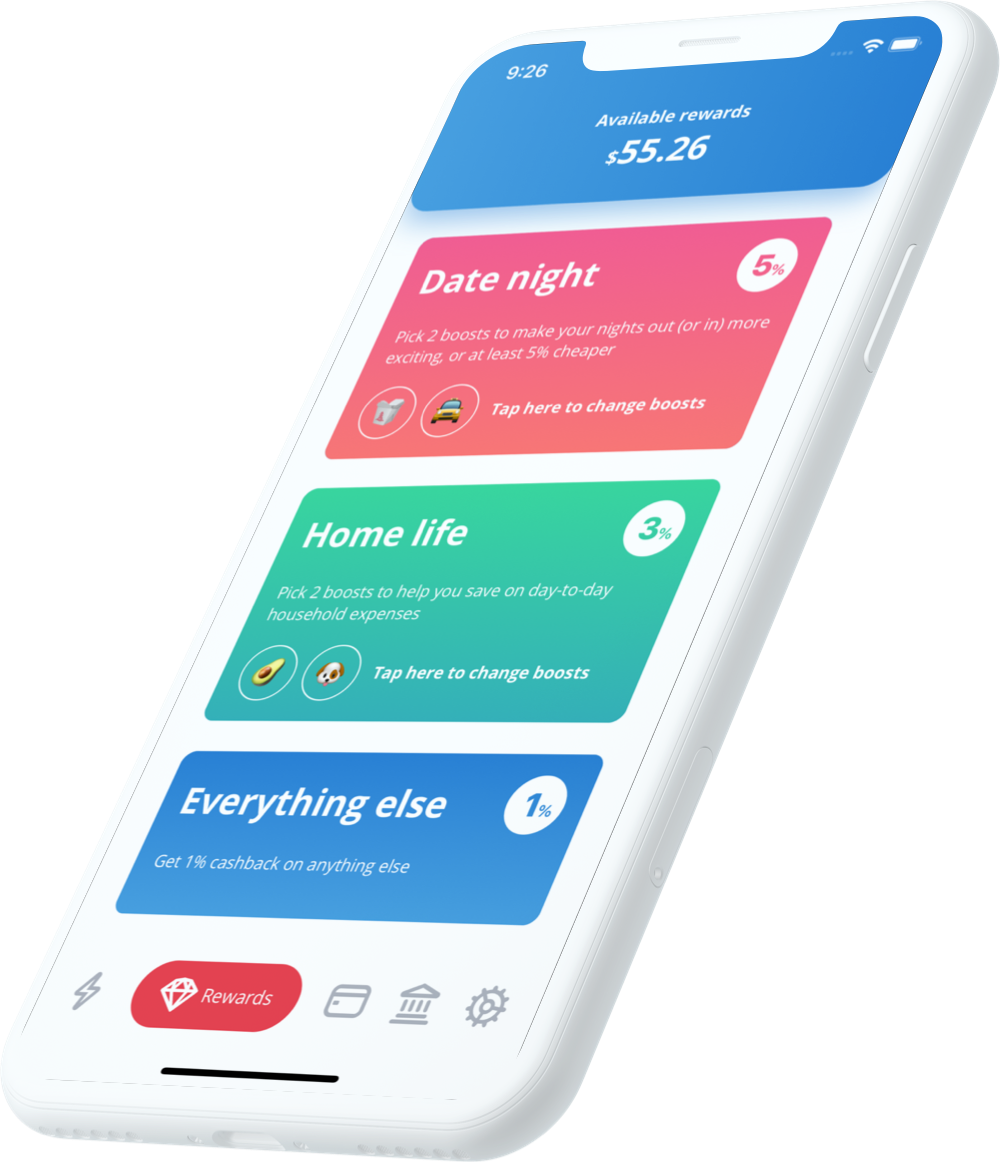 9:26
Available rewards
$55.26
Date night
5%
Pick 2 boosts to make your nights out (or in) more
exciting, or at least 5% cheaper
Tap here to change boosts
Home life
3%
Pick 2 boosts to help you save on day-to-day
household expenses
Tap here to change boosts
Everything else
1%
Get 1% cashback on anything else
Rewards